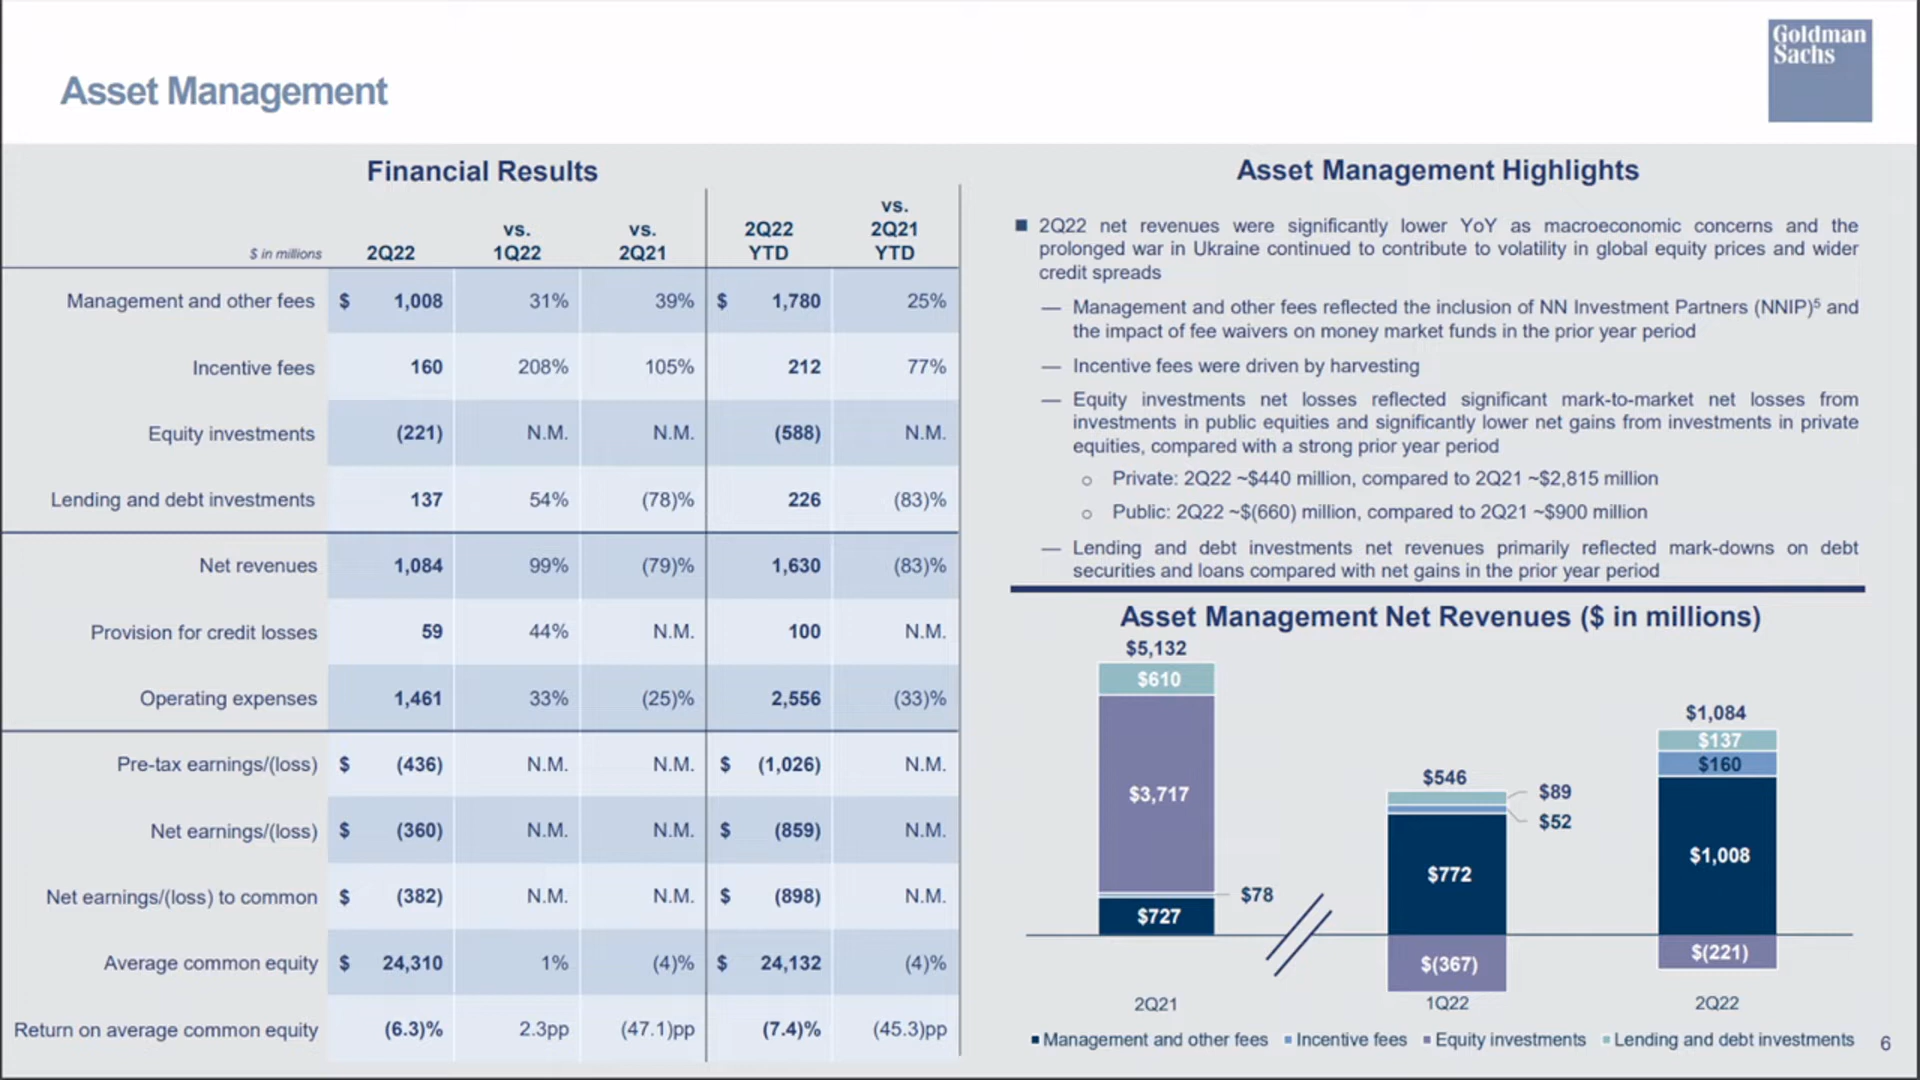 Goldman
Sachs
Asset Management
Financial Results
$ in millions 2Q22 vs. 1Q22 vs. 2Q21 2Q22 YTD vs. 2Q21 YTD
Management and other fees $ 1,008 31% 39% $ 1,780 25%
Incentive fees 160 208% 105% 212 77%
Equity investments (221) N.M. N.M. (588) N.M.
Lending and debt investments 137 54% (78)% 226 (83)%
Net revenues 1,084 99% (79)% 1,630 (83)%
Provision for credit losses 59 44% N.M. 100 N.M.
Operating expenses 1,461 33% (25)% 2,556 (33)%
Pre-tax earnings/(loss) $ (436) N.M. N.M. $ (1,026) N.M.
Net earnings/(loss) $ (360) N.M. N.M. $ (859) N.M.
Net earnings/(loss) to common $ (382) N.M. N.M. $ (898) N.M.
Average common equity $ 24,310 1% (4)% $ 24,132 (4)%
Return on average common equity (6.3)% 2.3pp (47.1)pp (7.4)% (45.3)pp
Asset Management Highlights
■ 2Q22 net revenues were significantly lower YoY as macroeconomic concerns and the
prolonged war in Ukraine continued to contribute to volatility in global equity prices and wider
credit spreads
— Management and other fees reflected the inclusion of NN Investment Partners (NNIP)⁵ and
the impact of fee waivers on money market funds in the prior year period
— Incentive fees were driven by harvesting
— Equity investments net losses reflected significant mark-to-market net losses from
investments in public equities and significantly lower net gains from investments in private
equities, compared with a strong prior year period
o Private: 2Q22 ~$440 million, compared to 2Q21 ~$2,815 million
o Public: 2Q22 ~$(660) million, compared to 2Q21 ~$900 million
— Lending and debt investments net revenues primarily reflected mark-downs on debt
securities and loans compared with net gains in the prior year period
Asset Management Net Revenues ($ in millions)
$5,132
$610
$3,717
$78
$727
2Q21
$546
$89
$52
$772
$(367)
1Q22
$1,084
$137
$160
$1,008
$(221)
2Q22
Management and other fees Incentive fees Equity investments Lending and debt investments
6